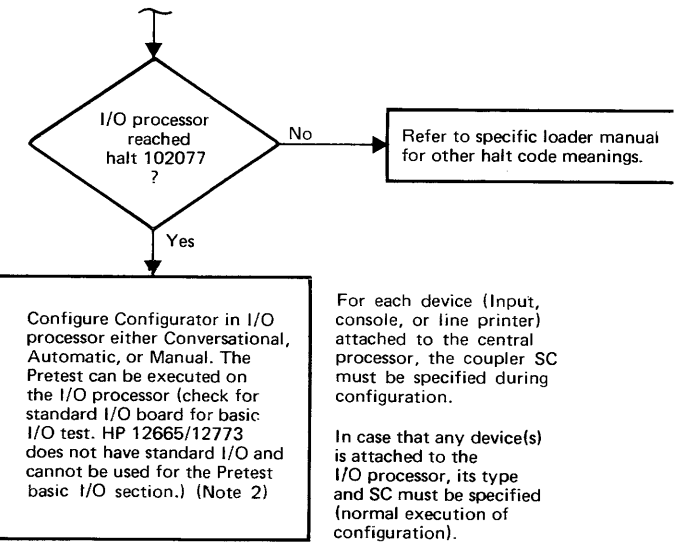 I/O processor
reached
halt 102077
?
No
Refer to specific loader manual
for other halt code meanings.
Yes
Configure Configurator in I/O
processor either Conversational,
Automatic, or Manual. The
Pretest can be executed on
the I/O processor (check for
standard I/O board for basic
I/O test. HP 12665/12773
does not have standard I/O and
cannot be used for the Pretest
basic I/O section.) (Note 2)
For each device (Input,
console, or line printer)
attached to the central
processor, the coupler SC
must be specified during
configuration.
In case that any device(s)
is attached to the
I/O processor, its type
and SC must be specified
(normal execution of
configuration).